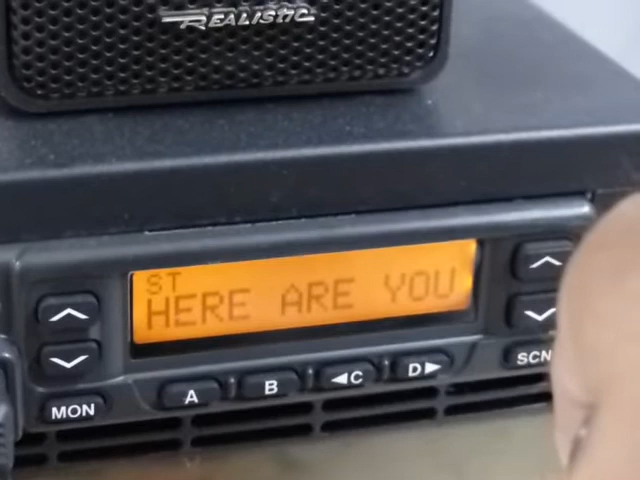 REALISTIC
ST
HERE ARE YOU
MON
A
B
◀C
D▶
SCN